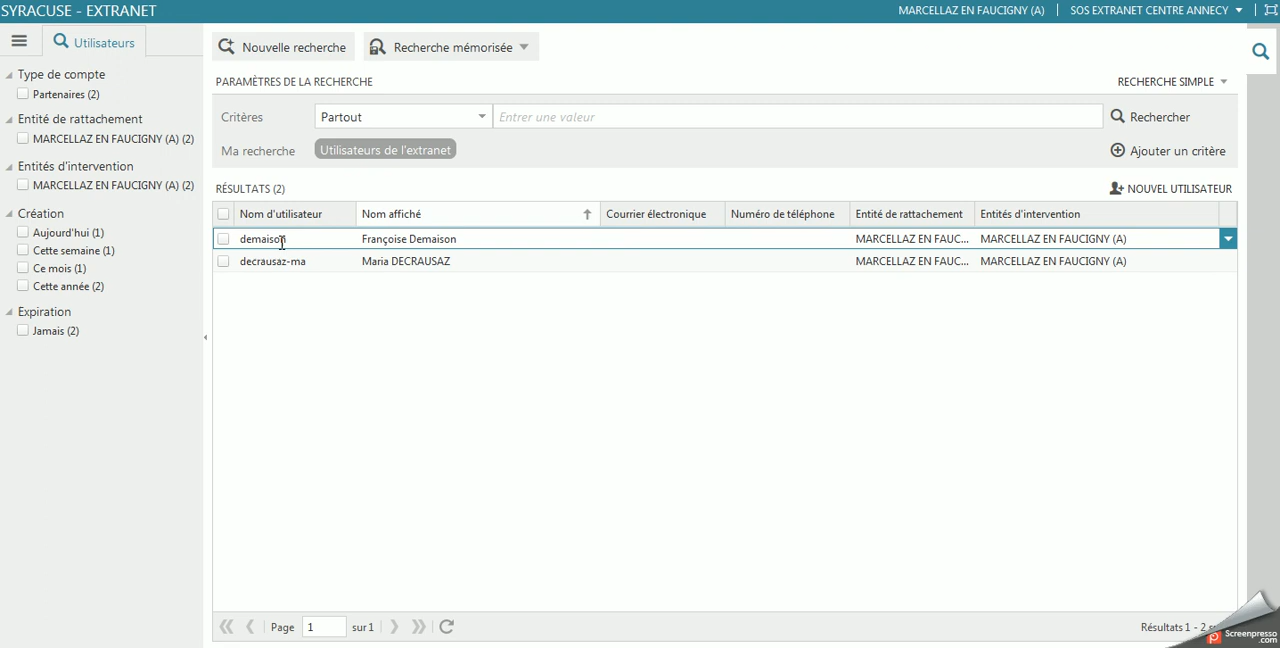 SYRACUSE - EXTRANET
MARCELLAZ EN FAUCIGNY (A)
SOS EXTRANET CENTRE ANNECY
Utilisateurs
Type de compte
Partenaires (2)
Entité de rattachement
MARCELLAZ EN FAUCIGNY (A) (2)
Entités d'intervention
MARCELLAZ EN FAUCIGNY (A) (2)
Création
Aujourd'hui (1)
Cette semaine (1)
Ce mois (1)
Cette année (2)
Expiration
Jamais (2)
Nouvelle recherche
Recherche mémorisée
PARAMÈTRES DE LA RECHERCHE
RECHERCHE SIMPLE
Critères
Partout
Entrer une valeur
Rechercher
Ma recherche
Utilisateurs de l'extranet
Ajouter un critère
RÉSULTATS (2)
NOUVEL UTILISATEUR
Nom d'utilisateur
Nom affiché
Courrier électronique
Numéro de téléphone
Entité de rattachement
Entités d'intervention
demaison
Françoise Demaison
MARCELLAZ EN FAUC...
MARCELLAZ EN FAUCIGNY (A)
decrausaz-ma
Maria DECRAUSAZ
MARCELLAZ EN FAUC...
MARCELLAZ EN FAUCIGNY (A)
Page
1
sur 1
Résultats 1 - 2
Screenpresso
.com